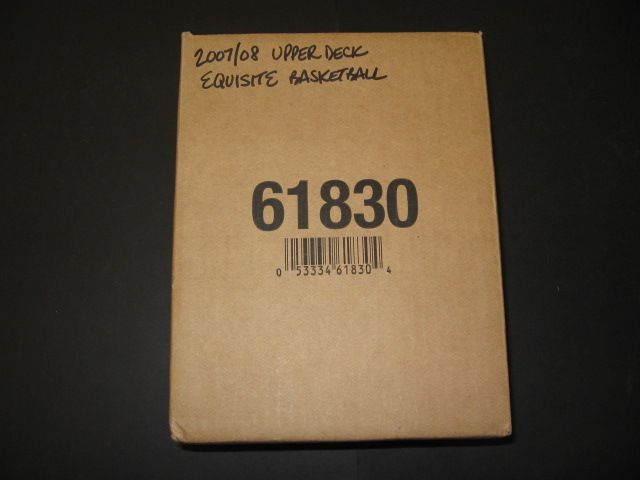 2007/08 UPPER DECK
EQUISITE BASKETBALL
61830
0 53334 61830 4